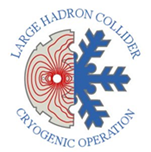 LARGE HADRON COLLIDER
CRYOGENIC OPERATION